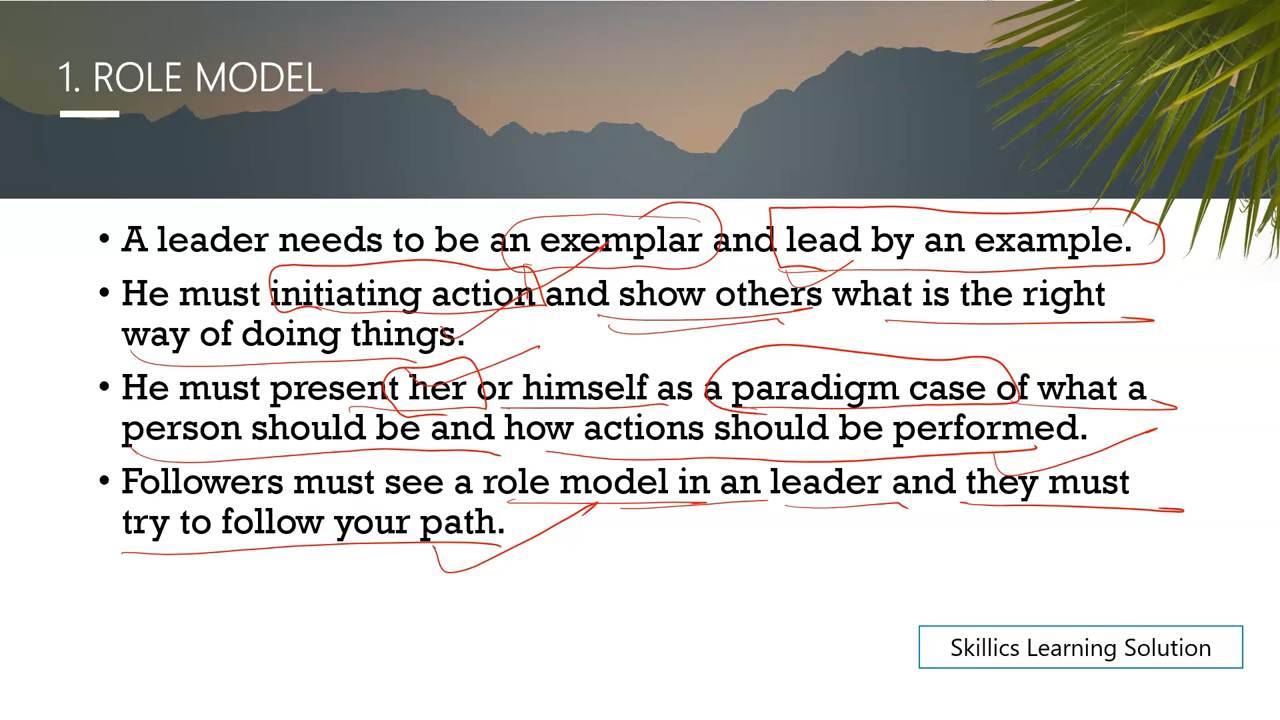 1. ROLE MODEL
• A leader needs to be an exemplar and lead by an example.
• He must initiating action and show others what is the right
way of doing things.
• He must present her or himself as a paradigm case of what a
person should be and how actions should be performed.
• Followers must see a role model in an leader and they must
try to follow your path.
Skillics Learning Solution